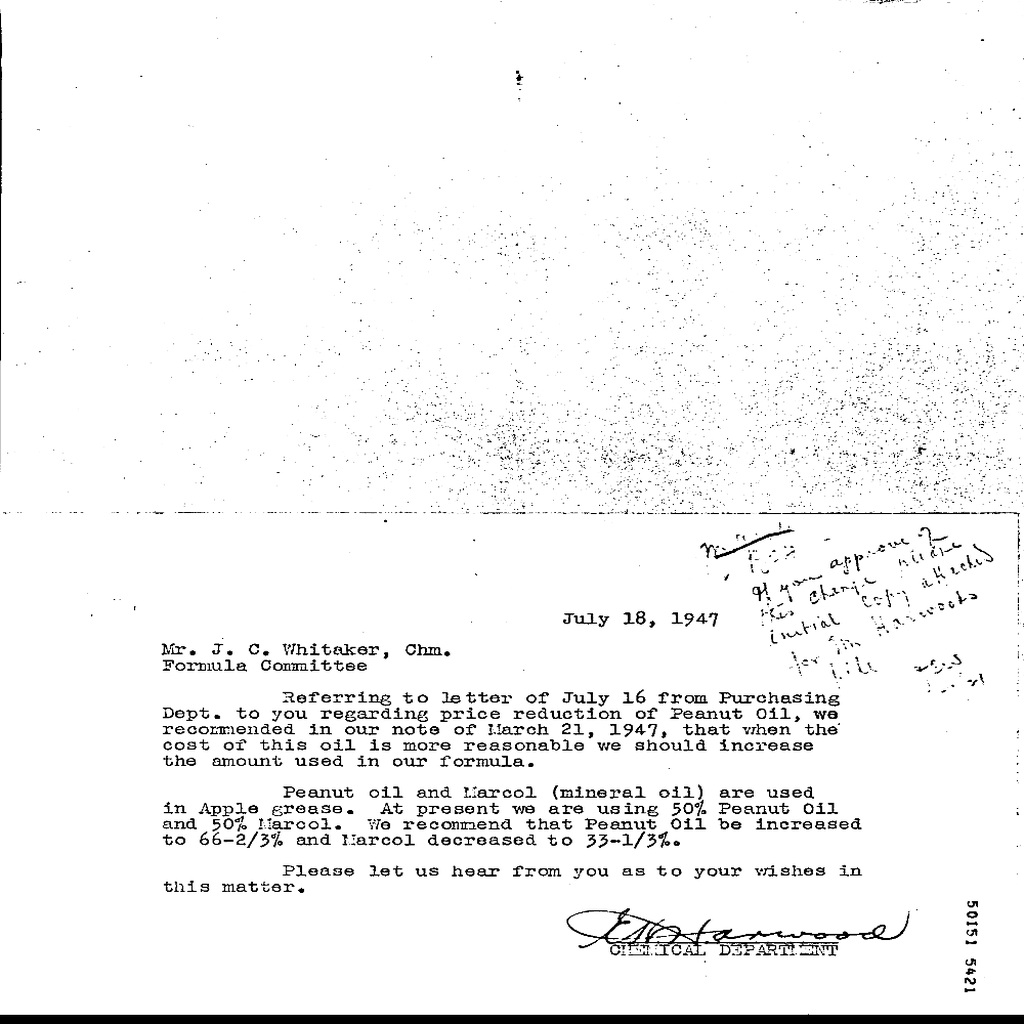 If you approve of
this change please
initial copy attached
for Mr Harwoods
file
July 18, 1947
Mr. J. C. Whitaker, Chm.
Formula Committee
Referring to letter of July 16 from Purchasing
Dept. to you regarding price reduction of Peanut Oil, we
recommended in our note of March 21, 1947, that when the
cost of this oil is more reasonable we should increase
the amount used in our formula.
Peanut oil and Marcol (mineral oil) are used
in Apple grease. At present we are using 50% Peanut Oil
and 50% Marcol. We recommend that Peanut Oil be increased
to 66-2/3% and Marcol decreased to 33-1/3%.
Please let us hear from you as to your wishes in
this matter.
Harwood
CHEMICAL DEPARTMENT
50151 5421